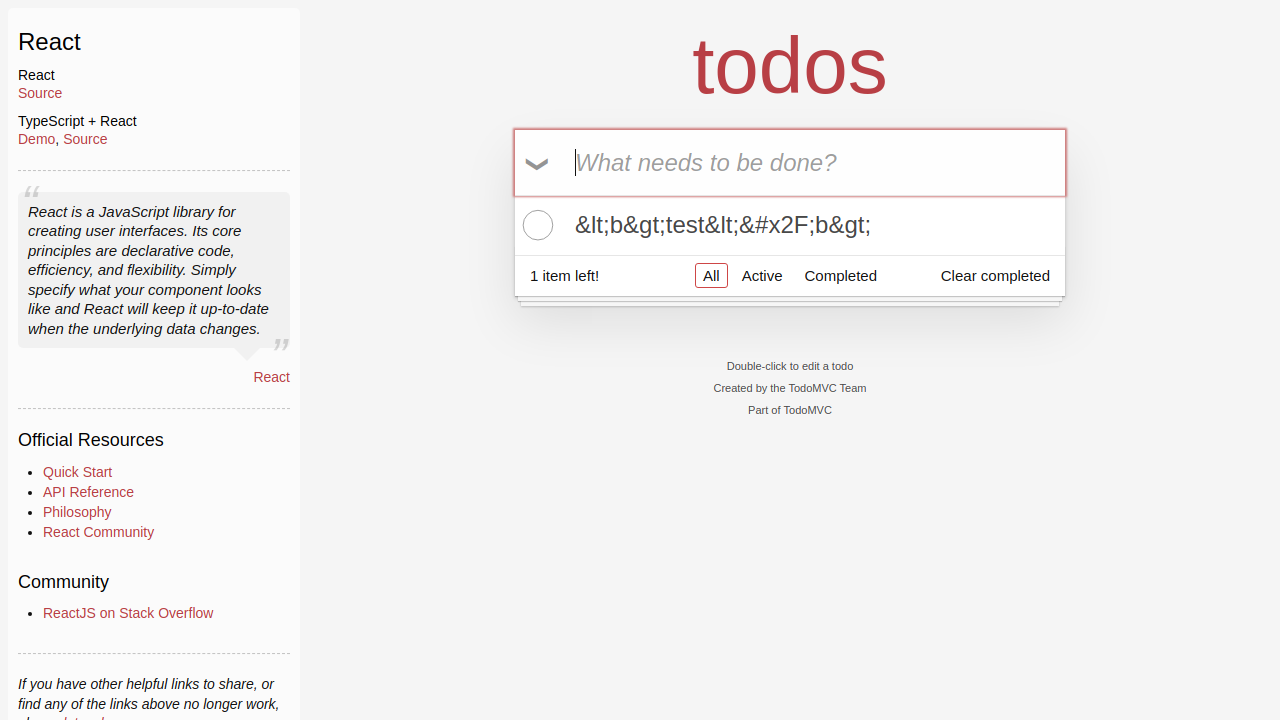 React
React
Source
TypeScript + React
Demo, Source
“
React is a JavaScript library for
creating user interfaces. Its core
principles are declarative code,
efficiency, and flexibility. Simply
specify what your component looks
like and React will keep it up-to-date
when the underlying data changes.
”
React
Official Resources
Quick Start
API Reference
Philosophy
React Community
Community
ReactJS on Stack Overflow
If you have other helpful links to share, or
find any of the links above no longer work,
todos
What needs to be done?
&lt;b&gt;test&lt;&#x2F;b&gt;
1 item left!
All
Active
Completed
Clear completed
Double-click to edit a todo
Created by the TodoMVC Team
Part of TodoMVC